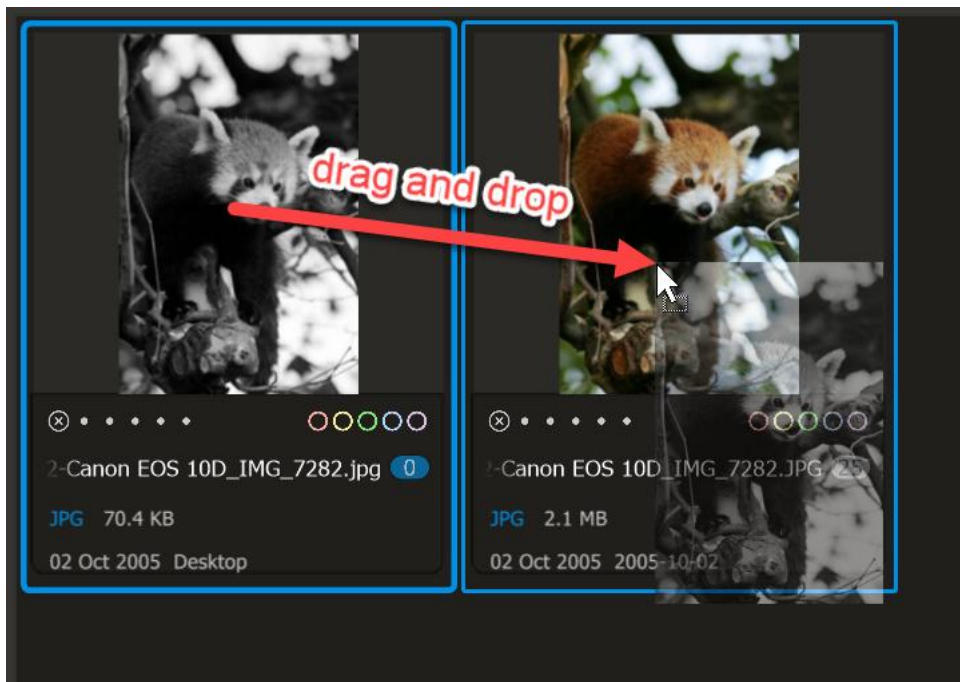 drag and drop
2-Canon EOS 10D_IMG_7282.jpg 0
JPG 70.4 KB
02 Oct 2005 Desktop
-Canon EOS 10D_IMG_7282.JPG 25
JPG 2.1 MB
02 Oct 2005 2005-10-02